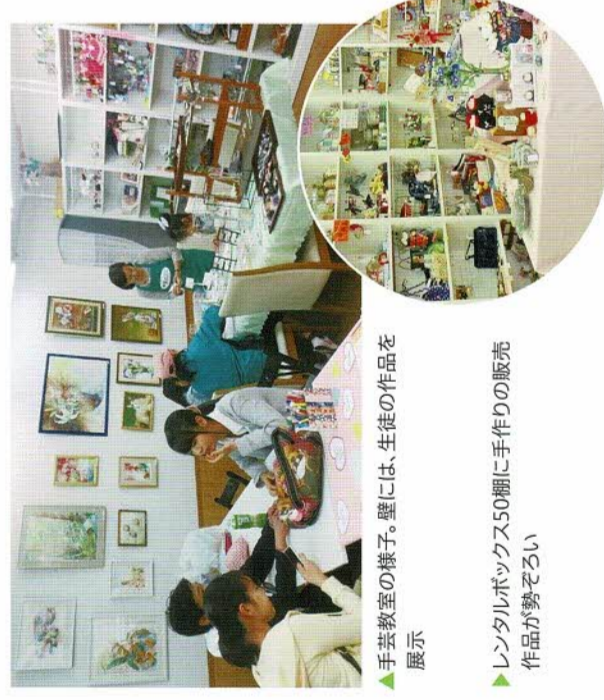 ▲手芸教室の様子。壁には、生徒の作品を
展示
▶レンタルボックス50棚に手作りの販売
作品が勢ぞろい